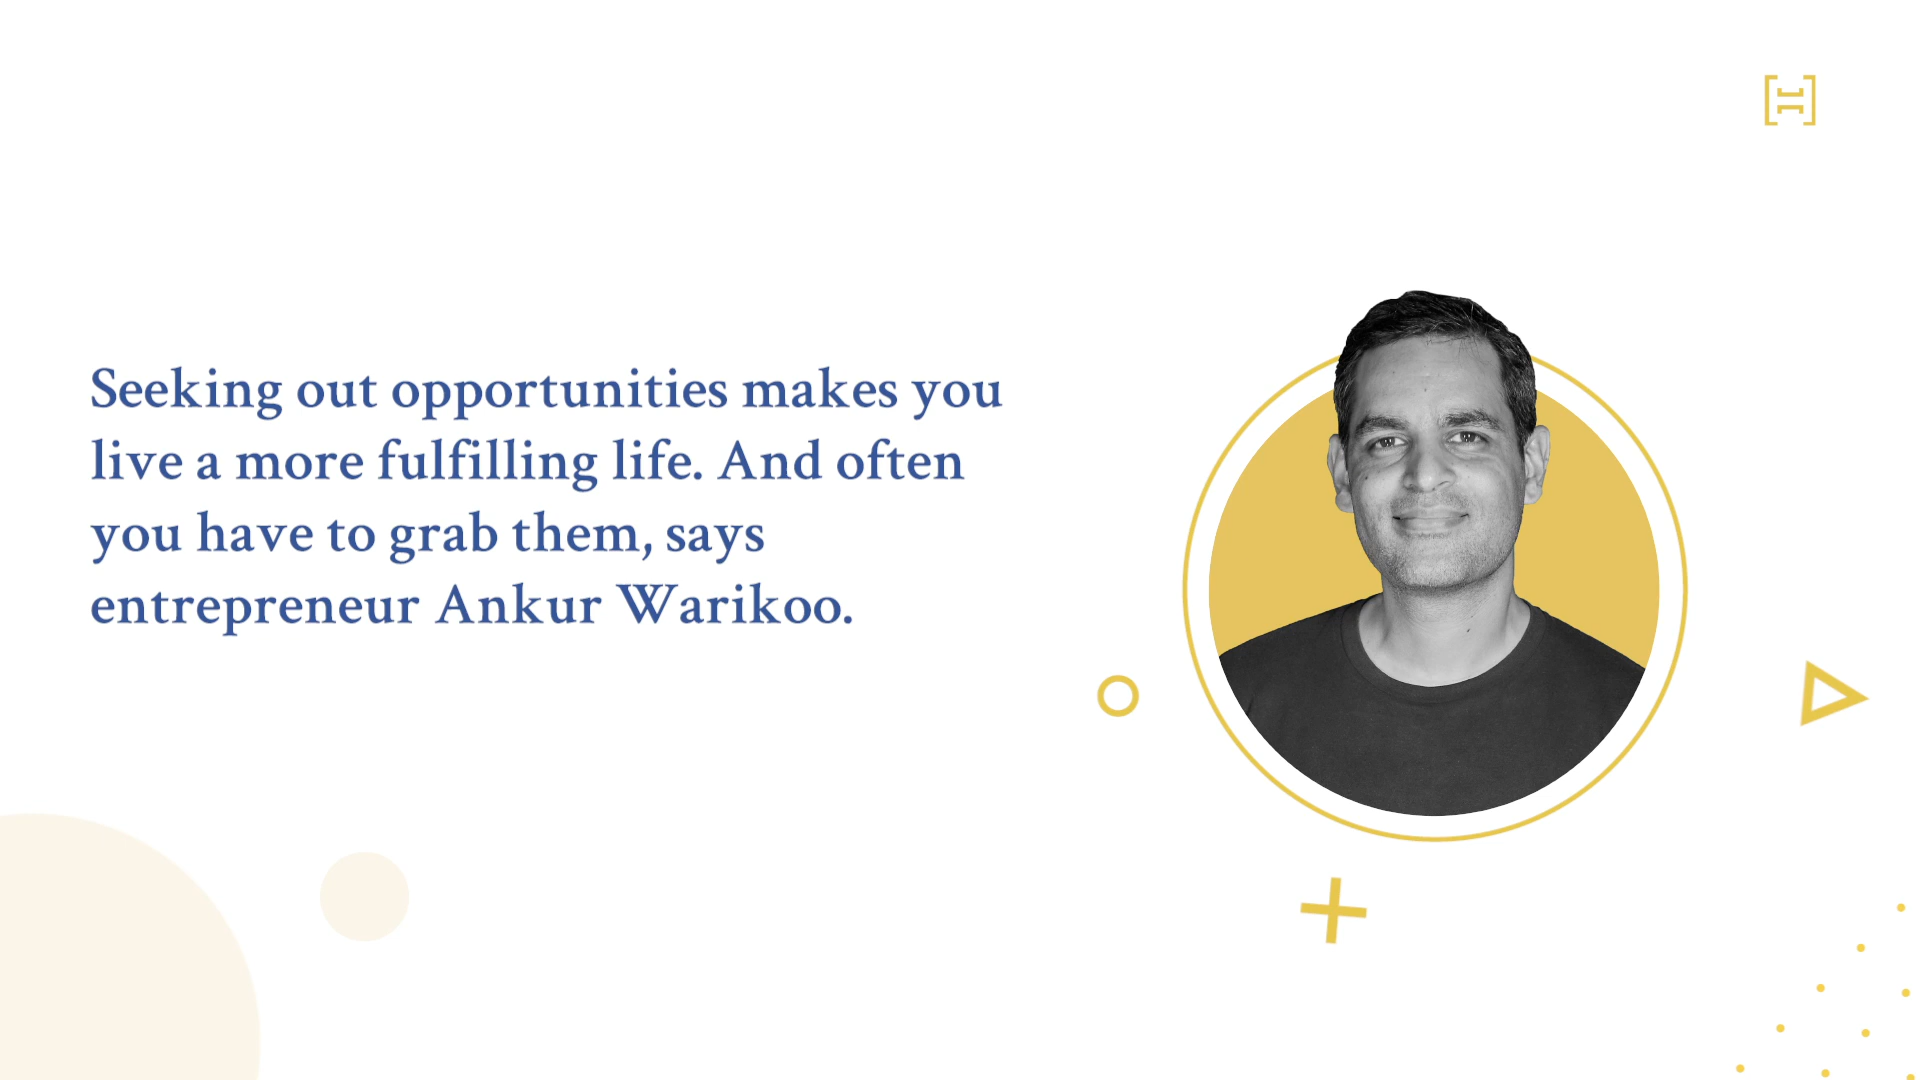 Seeking out opportunities makes you
live a more fulfilling life. And often
you have to grab them, says
entrepreneur Ankur Warikoo.